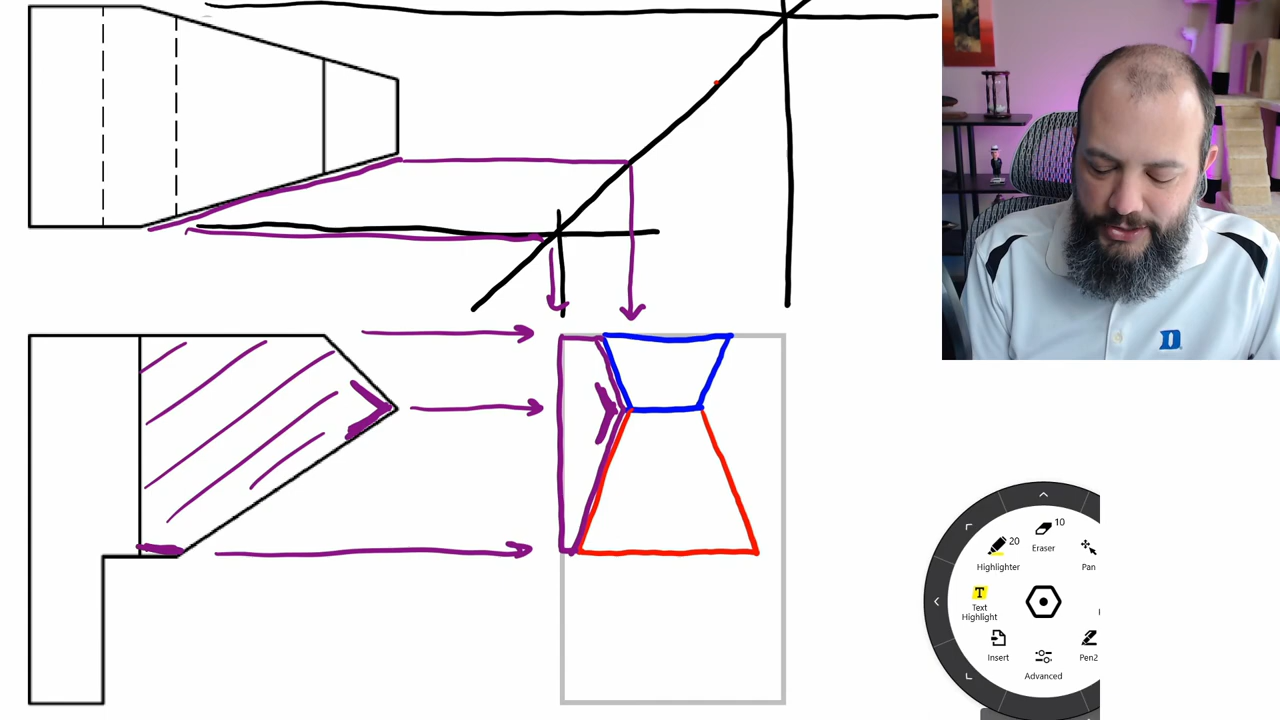 D
10
Eraser
20
Highlighter
Pan
T
Text
Highlight
Insert
Pen2
Advanced